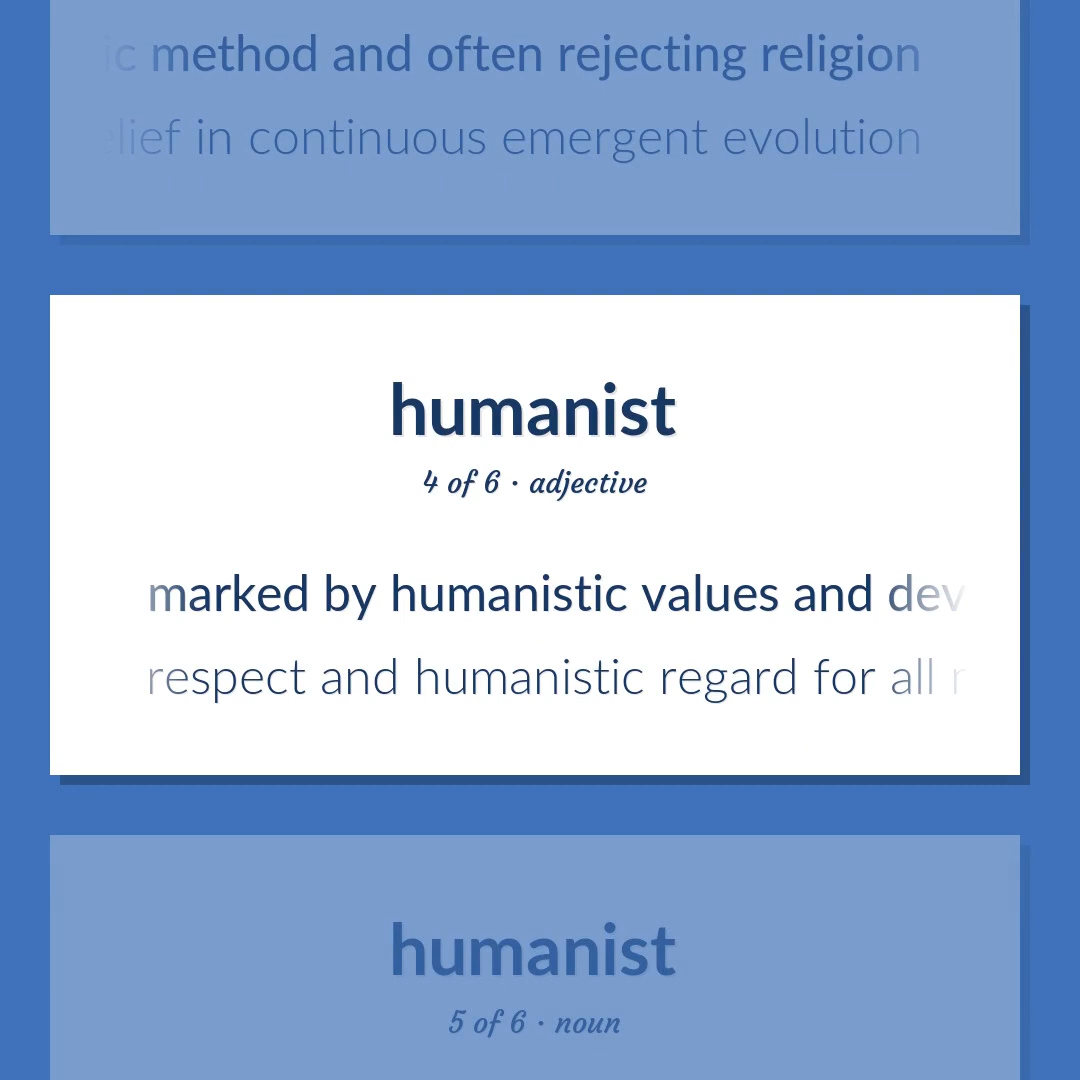 method and often rejecting religion
in continuous emergent evolution
humanist
4 of 6 · adjective
marked by humanistic values and
respect and humanistic regard for all
humanist
5 of 6 · noun